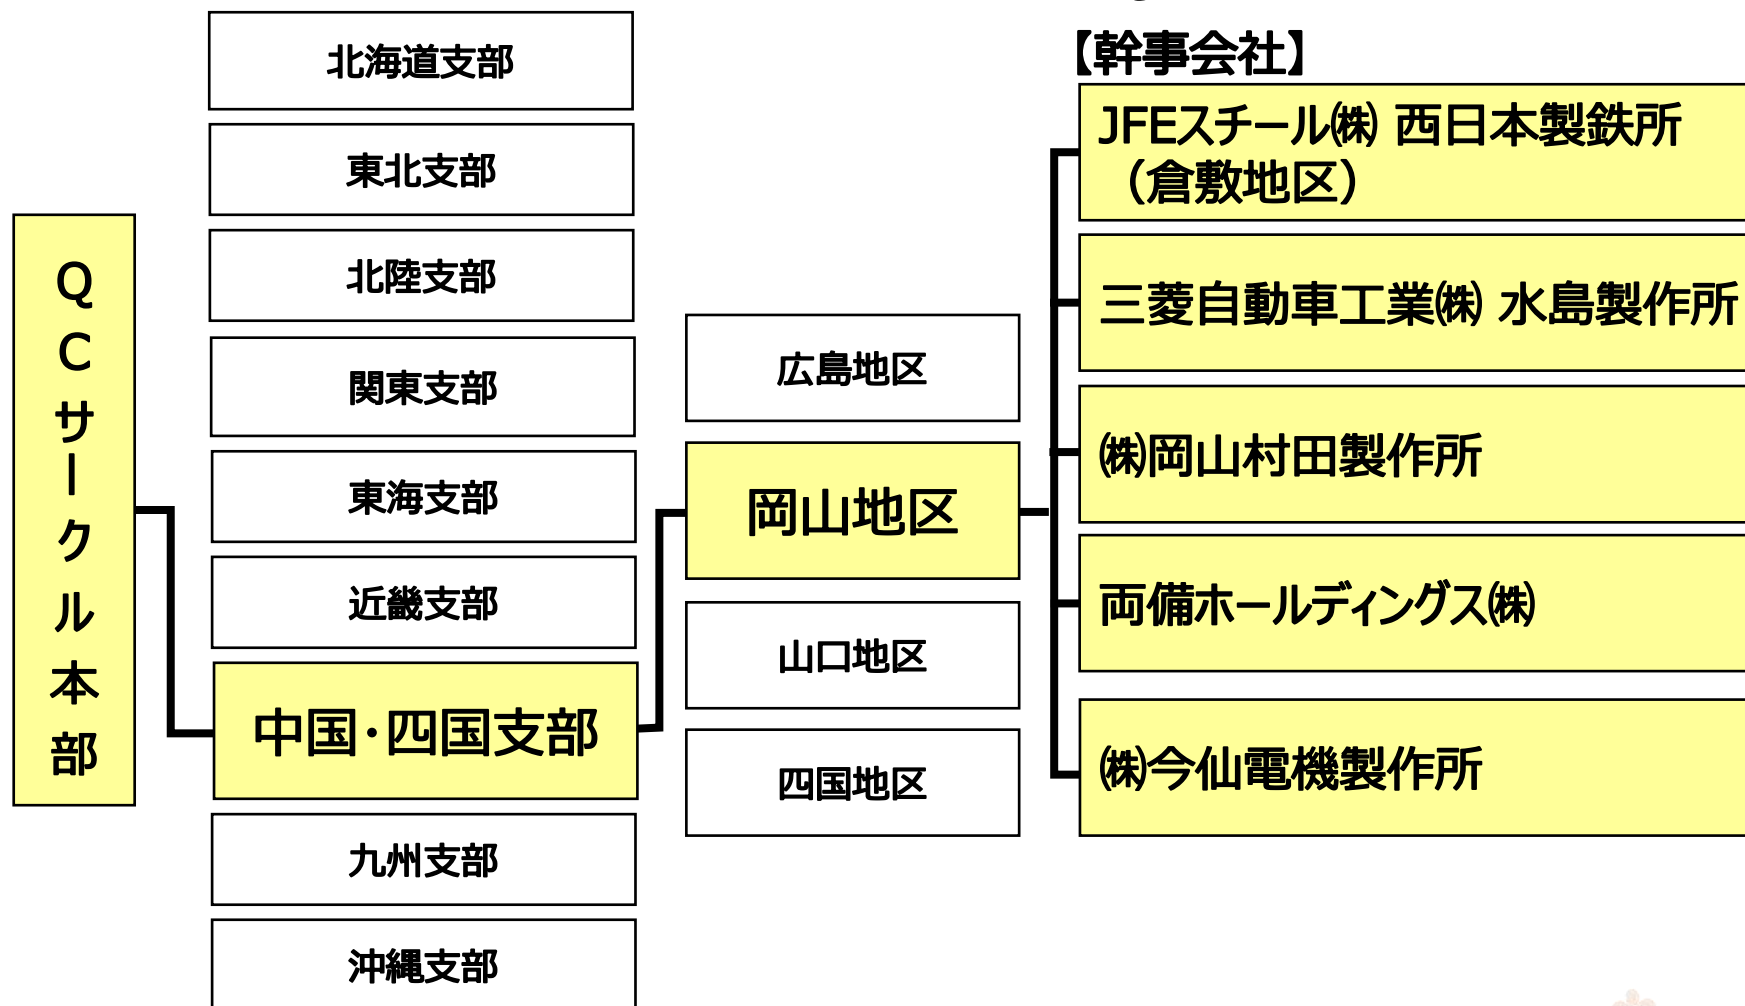 QCサークル本部
北海道支部
東北支部
北陸支部
関東支部
東海支部
近畿支部
中国・四国支部
九州支部
沖縄支部
広島地区
岡山地区
山口地区
四国地区
【幹事会社】
JFEスチール㈱ 西日本製鉄所
（倉敷地区）
三菱自動車工業㈱ 水島製作所
㈱岡山村田製作所
両備ホールディングス㈱
㈱今仙電機製作所